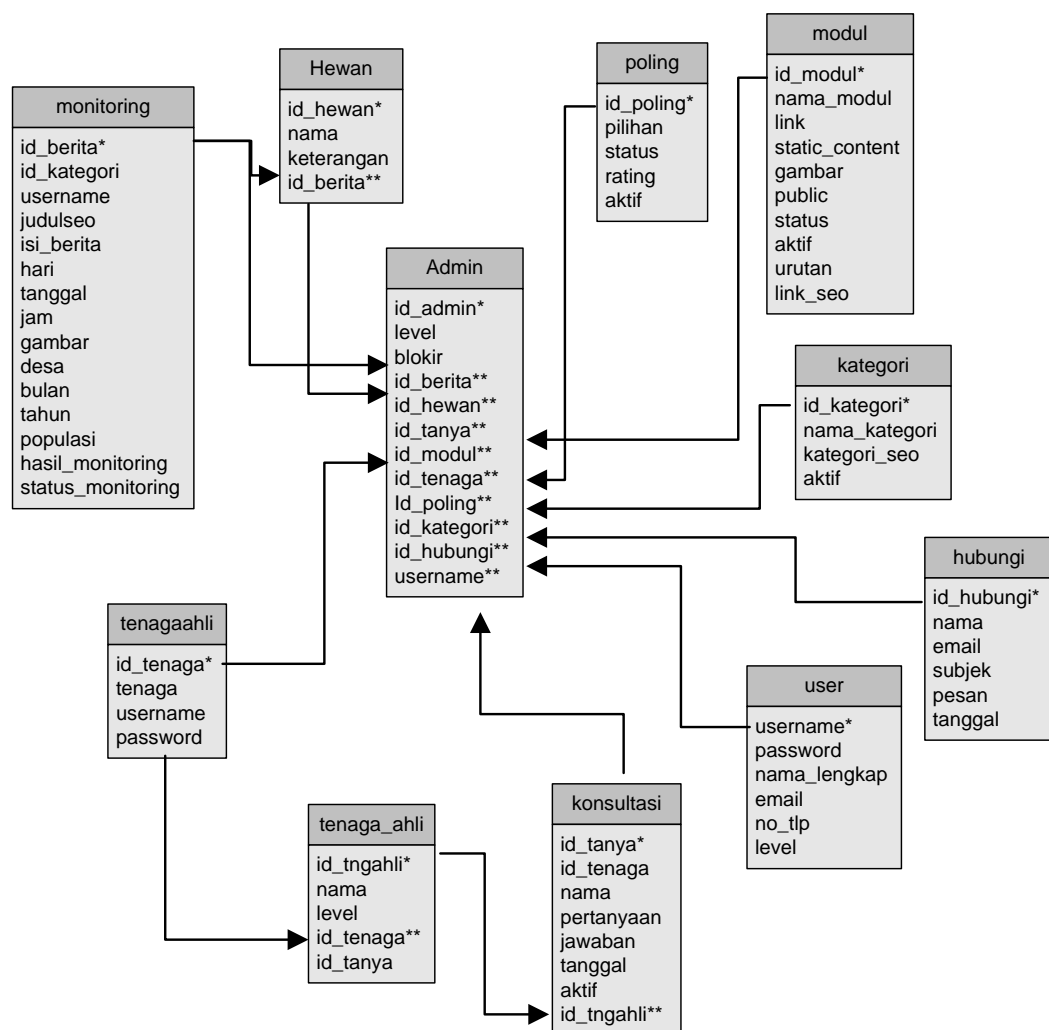 monitoring
id_berita*
id_kategori
username
judulseo
isi_berita
hari
tanggal
jam
gambar
desa
bulan
tahun
populasi
hasil_monitoring
status_monitoring
Hewan
id_hewan*
nama
keterangan
id_berita**
poling
id_poling*
pilihan
status
rating
aktif
modul
id_modul*
nama_modul
link
static_content
gambar
public
status
aktif
urutan
link_seo
Admin
id_admin*
level
blokir
id_berita**
id_hewan**
id_tanya**
id_modul**
id_tenaga**
Id_poling**
id_kategori**
id_hubungi**
username**
kategori
id_kategori*
nama_kategori
kategori_seo
aktif
hubungi
id_hubungi*
nama
email
subjek
pesan
tanggal
tenagaahli
id_tenaga*
tenaga
username
password
user
username*
password
nama_lengkap
email
no_tlp
level
tenaga_ahli
id_tngahli*
nama
level
id_tenaga**
id_tanya
konsultasi
id_tanya*
id_tenaga
nama
pertanyaan
jawaban
tanggal
aktif
id_tngahli**